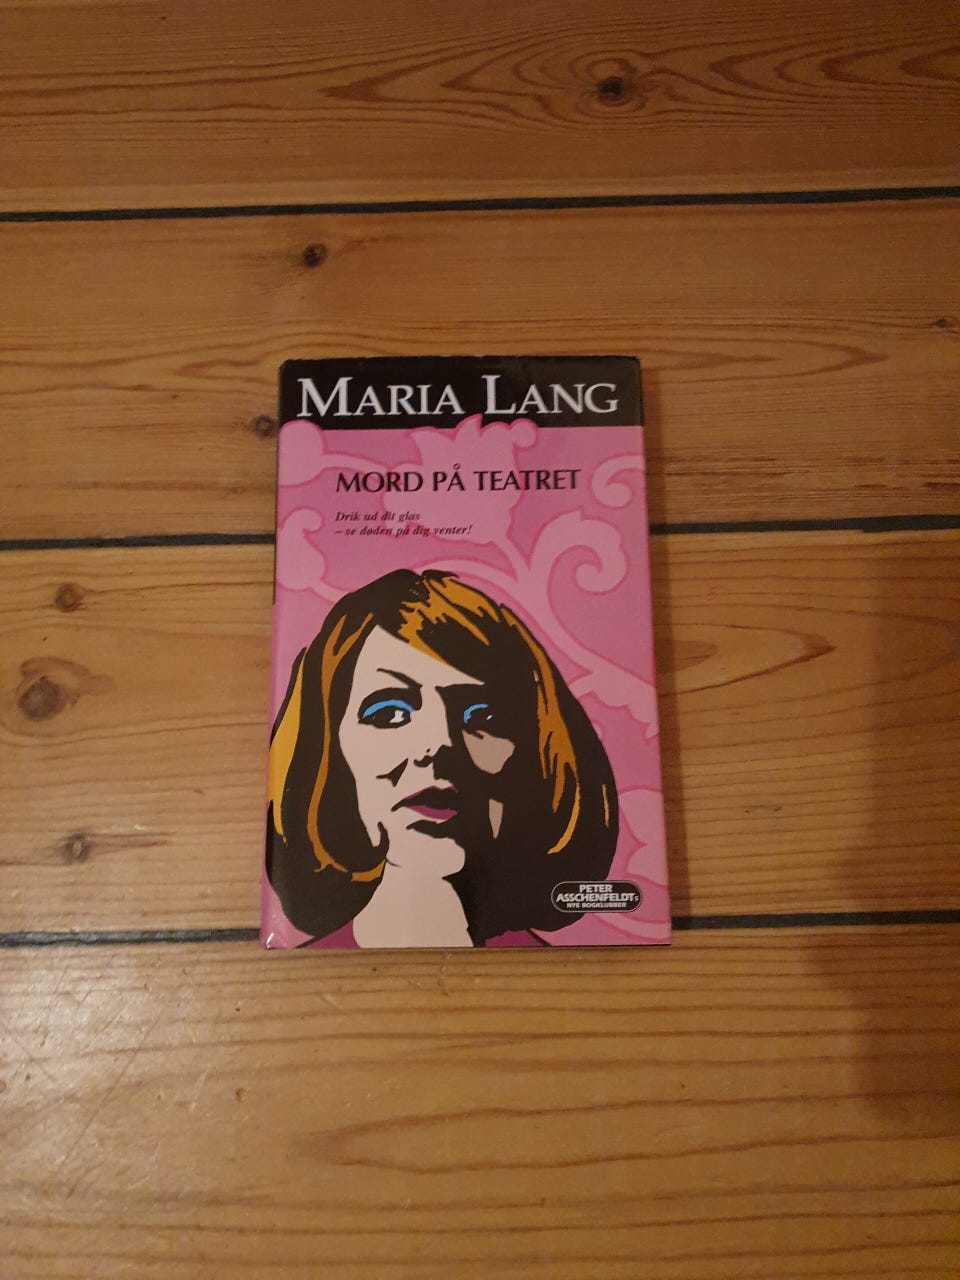 MARIA LANG
MORD PÅ TEATRET
Drik ud dit glas
– se døden på dig venter!
PETER
ASSCHENFELDTs
NYE BOGKLUBBER